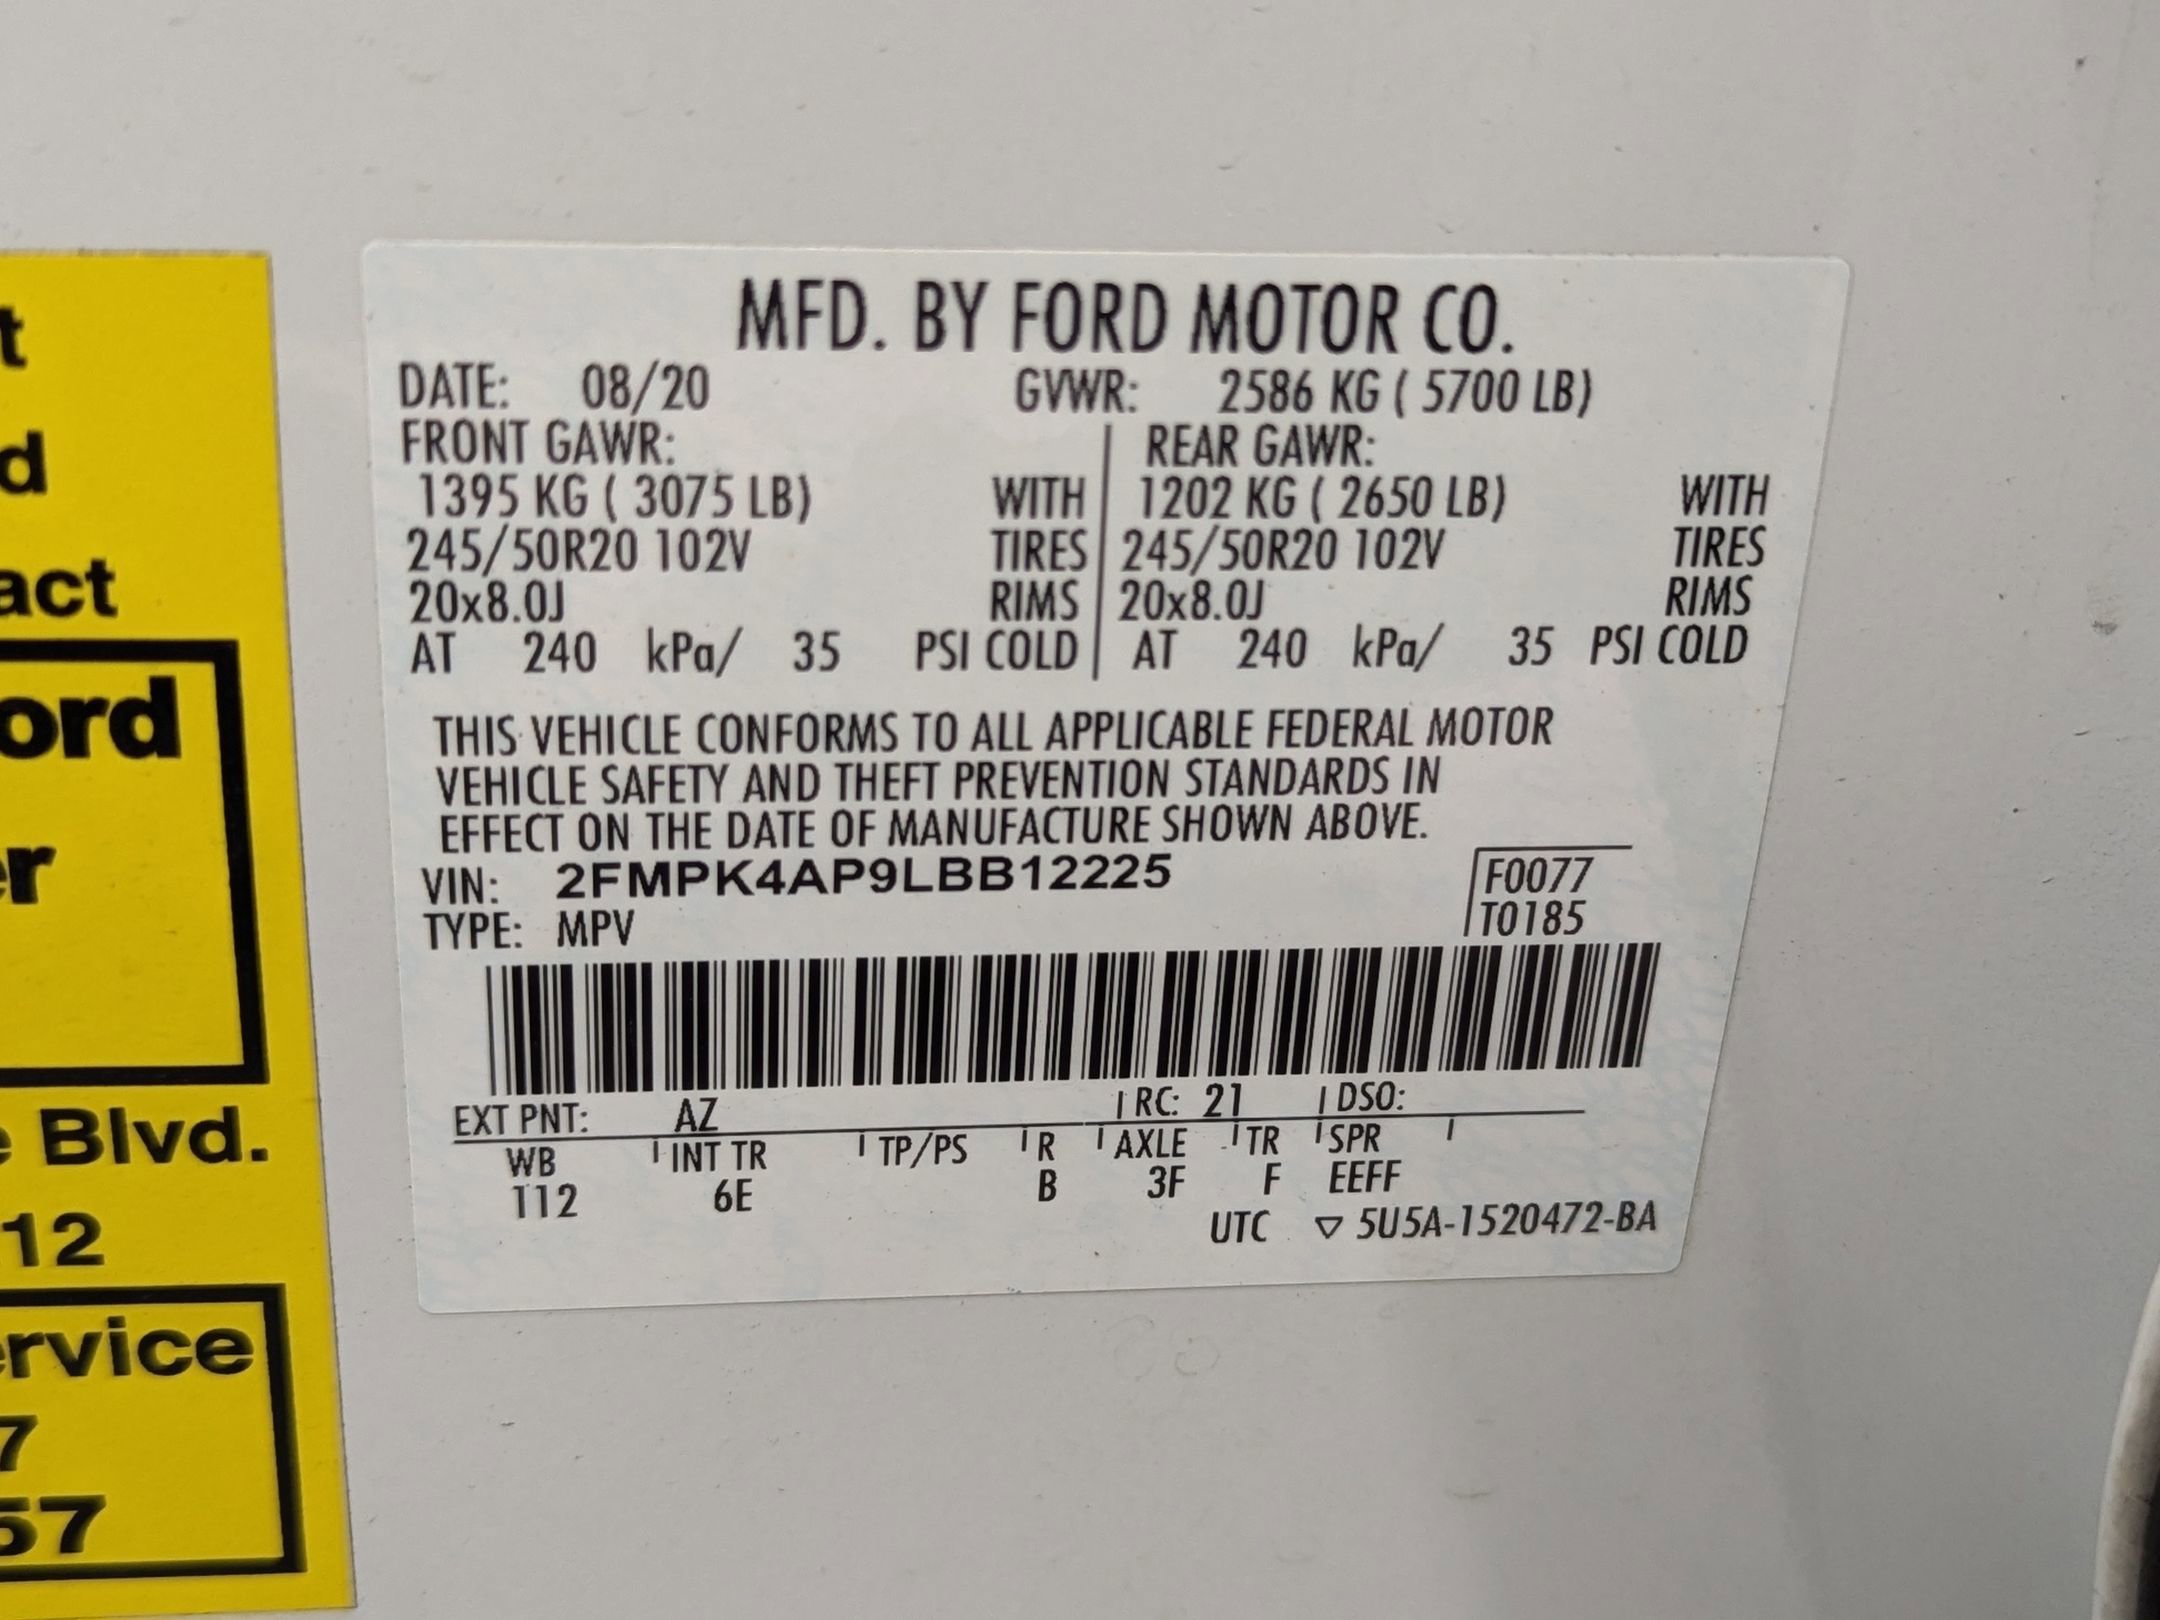 MFD. BY FORD MOTOR CO.
DATE: 08/20 GVWR: 2586 KG ( 5700 LB)
FRONT GAWR: REAR GAWR:
1395 KG ( 3075 LB) WITH 1202 KG ( 2650 LB) WITH
245/50R20 102V TIRES 245/50R20 102V TIRES
20x8.0J RIMS 20x8.0J RIMS
AT 240 kPa/ 35 PSI COLD AT 240 kPa/ 35 PSI COLD
THIS VEHICLE CONFORMS TO ALL APPLICABLE FEDERAL MOTOR
VEHICLE SAFETY AND THEFT PREVENTION STANDARDS IN
EFFECT ON THE DATE OF MANUFACTURE SHOWN ABOVE.
VIN: 2FMPK4AP9LBB12225 F0077
TYPE: MPV T0185
EXT PNT: AZ RC: 21 DSO:
WB INT TR TP/PS R AXLE TR SPR
112 6E B 3F F EEFF
UTC ▽ 5U5A-1520472-BA
t
d
act
ord
er
e Blvd.
12
ervice
7
57